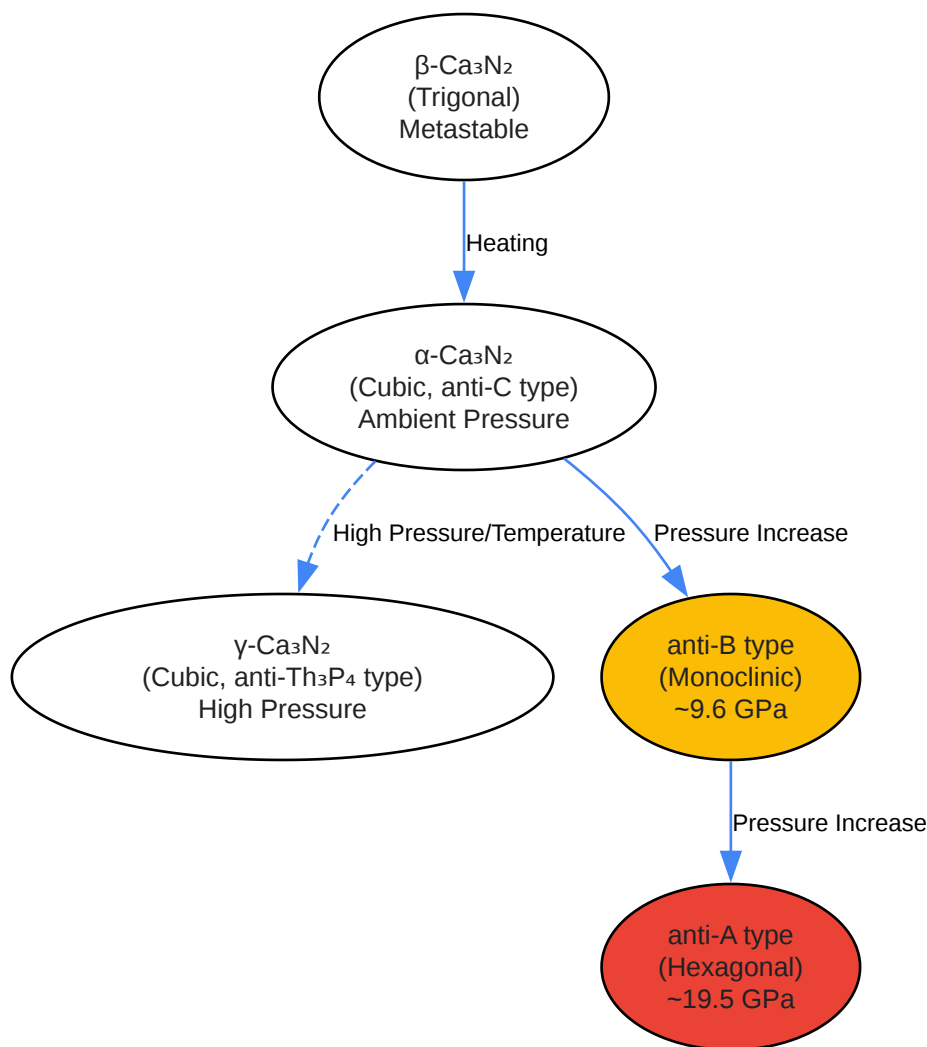 β-Ca₃N₂
(Trigonal)
Metastable
Heating
α-Ca₃N₂
(Cubic, anti-C type)
Ambient Pressure
High Pressure/Temperature
Pressure Increase
γ-Ca₃N₂
(Cubic, anti-Th₃P₄ type)
High Pressure
anti-B type
(Monoclinic)
~9.6 GPa
Pressure Increase
anti-A type
(Hexagonal)
~19.5 GPa